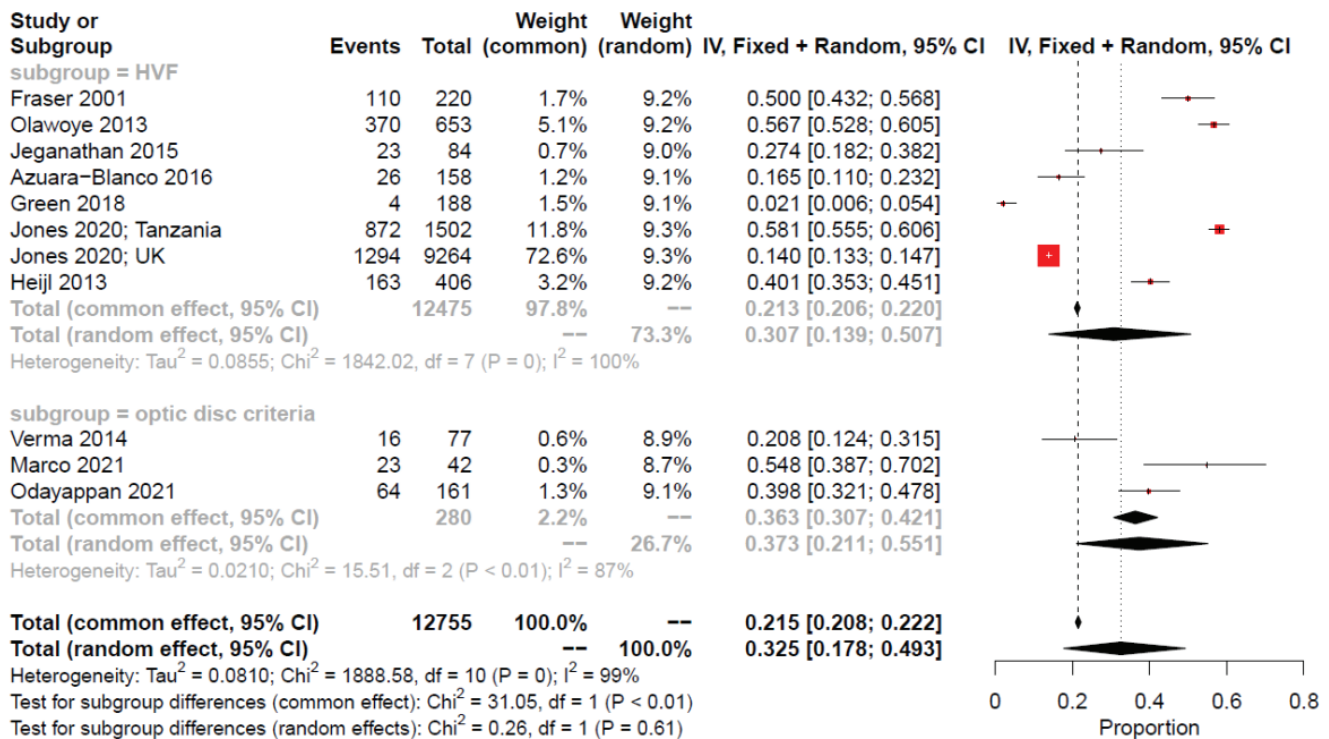 Study or Weight Weight
Subgroup Events Total (common) (random) IV, Fixed + Random, 95% CI IV, Fixed + Random, 95% CI
subgroup = HVF
Fraser 2001 110 220 1.7% 9.2% 0.500 [0.432; 0.568]
Olawoye 2013 370 653 5.1% 9.2% 0.567 [0.528; 0.605]
Jeganathan 2015 23 84 0.7% 9.0% 0.274 [0.182; 0.382]
Azuara−Blanco 2016 26 158 1.2% 9.1% 0.165 [0.110; 0.232]
Green 2018 4 188 1.5% 9.1% 0.021 [0.006; 0.054]
Jones 2020; Tanzania 872 1502 11.8% 9.3% 0.581 [0.555; 0.606]
Jones 2020; UK 1294 9264 72.6% 9.3% 0.140 [0.133; 0.147]
Heijl 2013 163 406 3.2% 9.2% 0.401 [0.353; 0.451]
Total (common effect, 95% CI) 12475 97.8% −− 0.213 [0.206; 0.220]
Total (random effect, 95% CI) −− 73.3% 0.307 [0.139; 0.507]
Heterogeneity: Tau² = 0.0855; Chi² = 1842.02, df = 7 (P = 0); I² = 100%
subgroup = optic disc criteria
Verma 2014 16 77 0.6% 8.9% 0.208 [0.124; 0.315]
Marco 2021 23 42 0.3% 8.7% 0.548 [0.387; 0.702]
Odayappan 2021 64 161 1.3% 9.1% 0.398 [0.321; 0.478]
Total (common effect, 95% CI) 280 2.2% −− 0.363 [0.307; 0.421]
Total (random effect, 95% CI) −− 26.7% 0.373 [0.211; 0.551]
Heterogeneity: Tau² = 0.0210; Chi² = 15.51, df = 2 (P < 0.01); I² = 87%
Total (common effect, 95% CI) 12755 100.0% −− 0.215 [0.208; 0.222]
Total (random effect, 95% CI) −− 100.0% 0.325 [0.178; 0.493]
Heterogeneity: Tau² = 0.0810; Chi² = 1888.58, df = 10 (P = 0); I² = 99%
Test for subgroup differences (common effect): Chi² = 31.05, df = 1 (P < 0.01)
Test for subgroup differences (random effects): Chi² = 0.26, df = 1 (P = 0.61)
0 0.2 0.4 0.6 0.8
Proportion